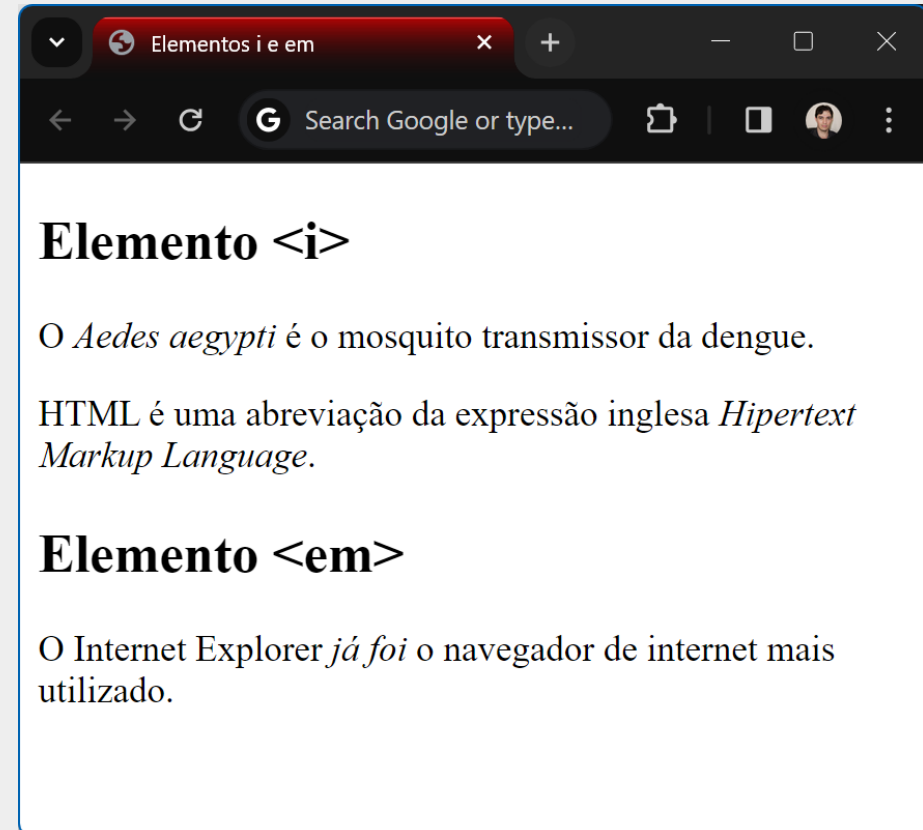 Elementos i e em
Search Google or type...
Elemento <i>
O Aedes aegypti é o mosquito transmissor da dengue.
HTML é uma abreviação da expressão inglesa Hipertext
Markup Language.
Elemento <em>
O Internet Explorer já foi o navegador de internet mais
utilizado.